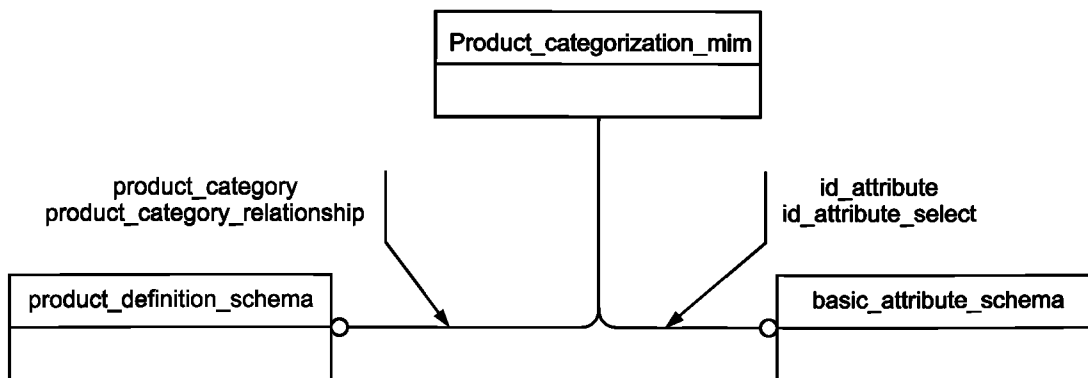 Product_categorization_mim
product_category
product_category_relationship
id_attribute
id_attribute_select
product_definition_schema
basic_attribute_schema